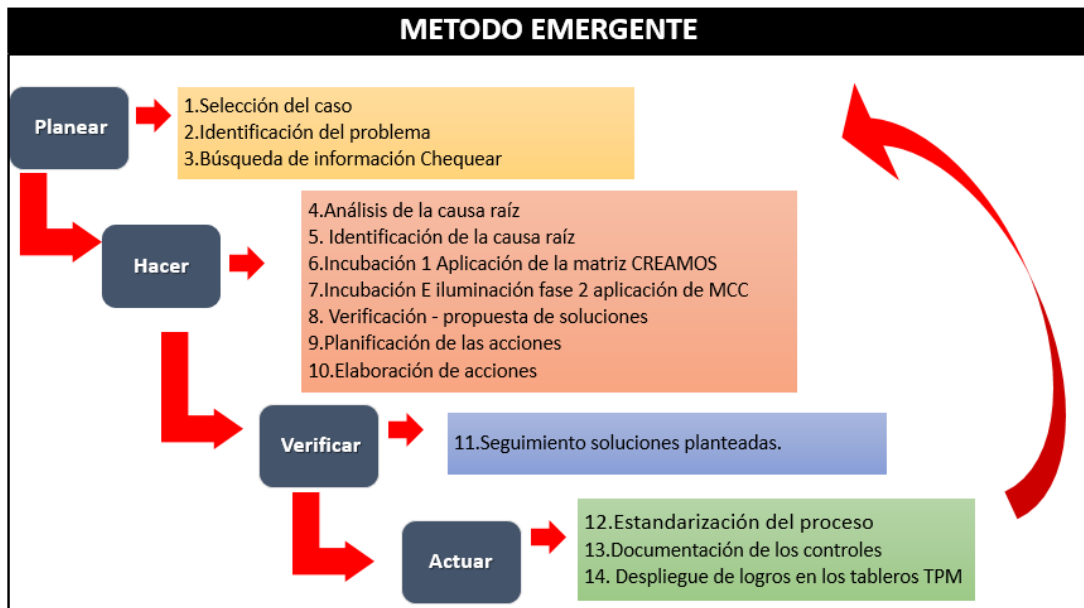 METODO EMERGENTE
Planear
1.Selección del caso
2.Identificación del problema
3.Búsqueda de información Chequear
Hacer
4.Análisis de la causa raíz
5. Identificación de la causa raíz
6.Incubación 1 Aplicación de la matriz CREAMOS
7.Incubación E iluminación fase 2 aplicación de MCC
8. Verificación - propuesta de soluciones
9.Planificación de las acciones
10.Elaboración de acciones
Verificar
11.Seguimiento soluciones planteadas.
Actuar
12.Estandarización del proceso
13.Documentación de los controles
14. Despliegue de logros en los tableros TPM